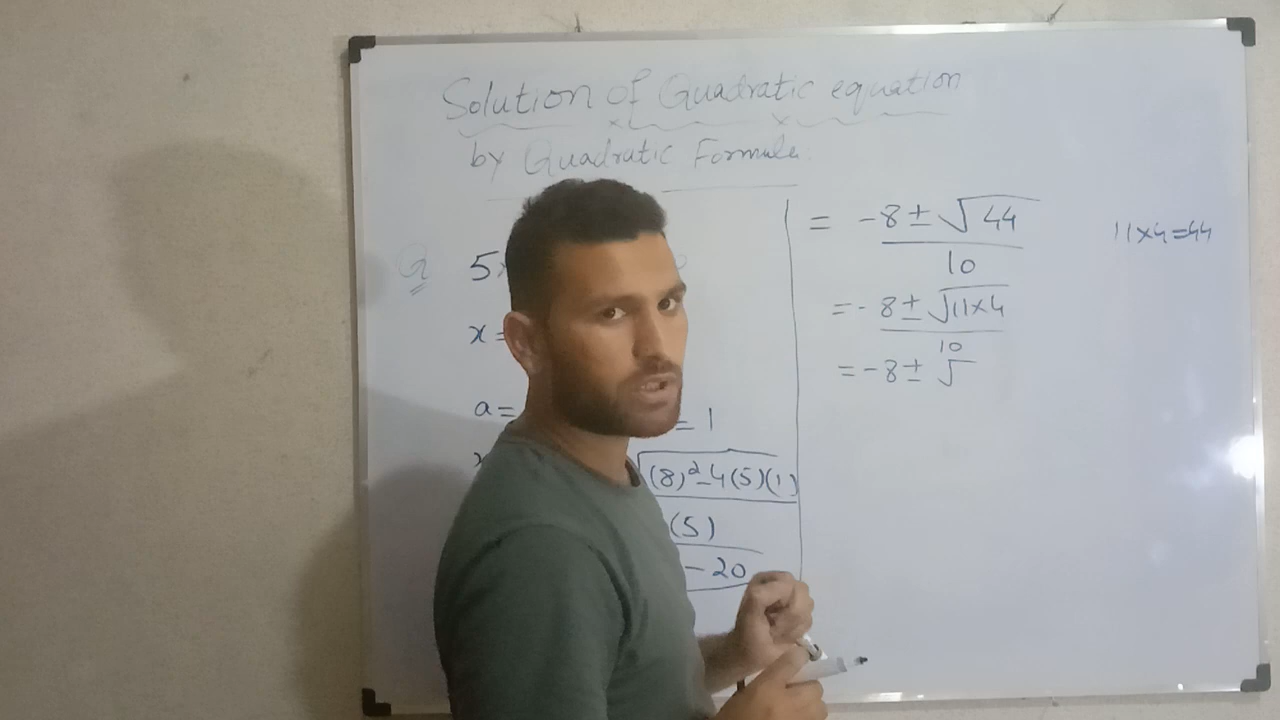 Solution of Quadratic equation
by Quadratic Formula.
Q 5x
x =
a = = 1
x √(8)²-4(5)(1)
(5)
-20
= -8 ± √44
10
11×4=44
= -8 ± √11×4
10
= -8 ± √